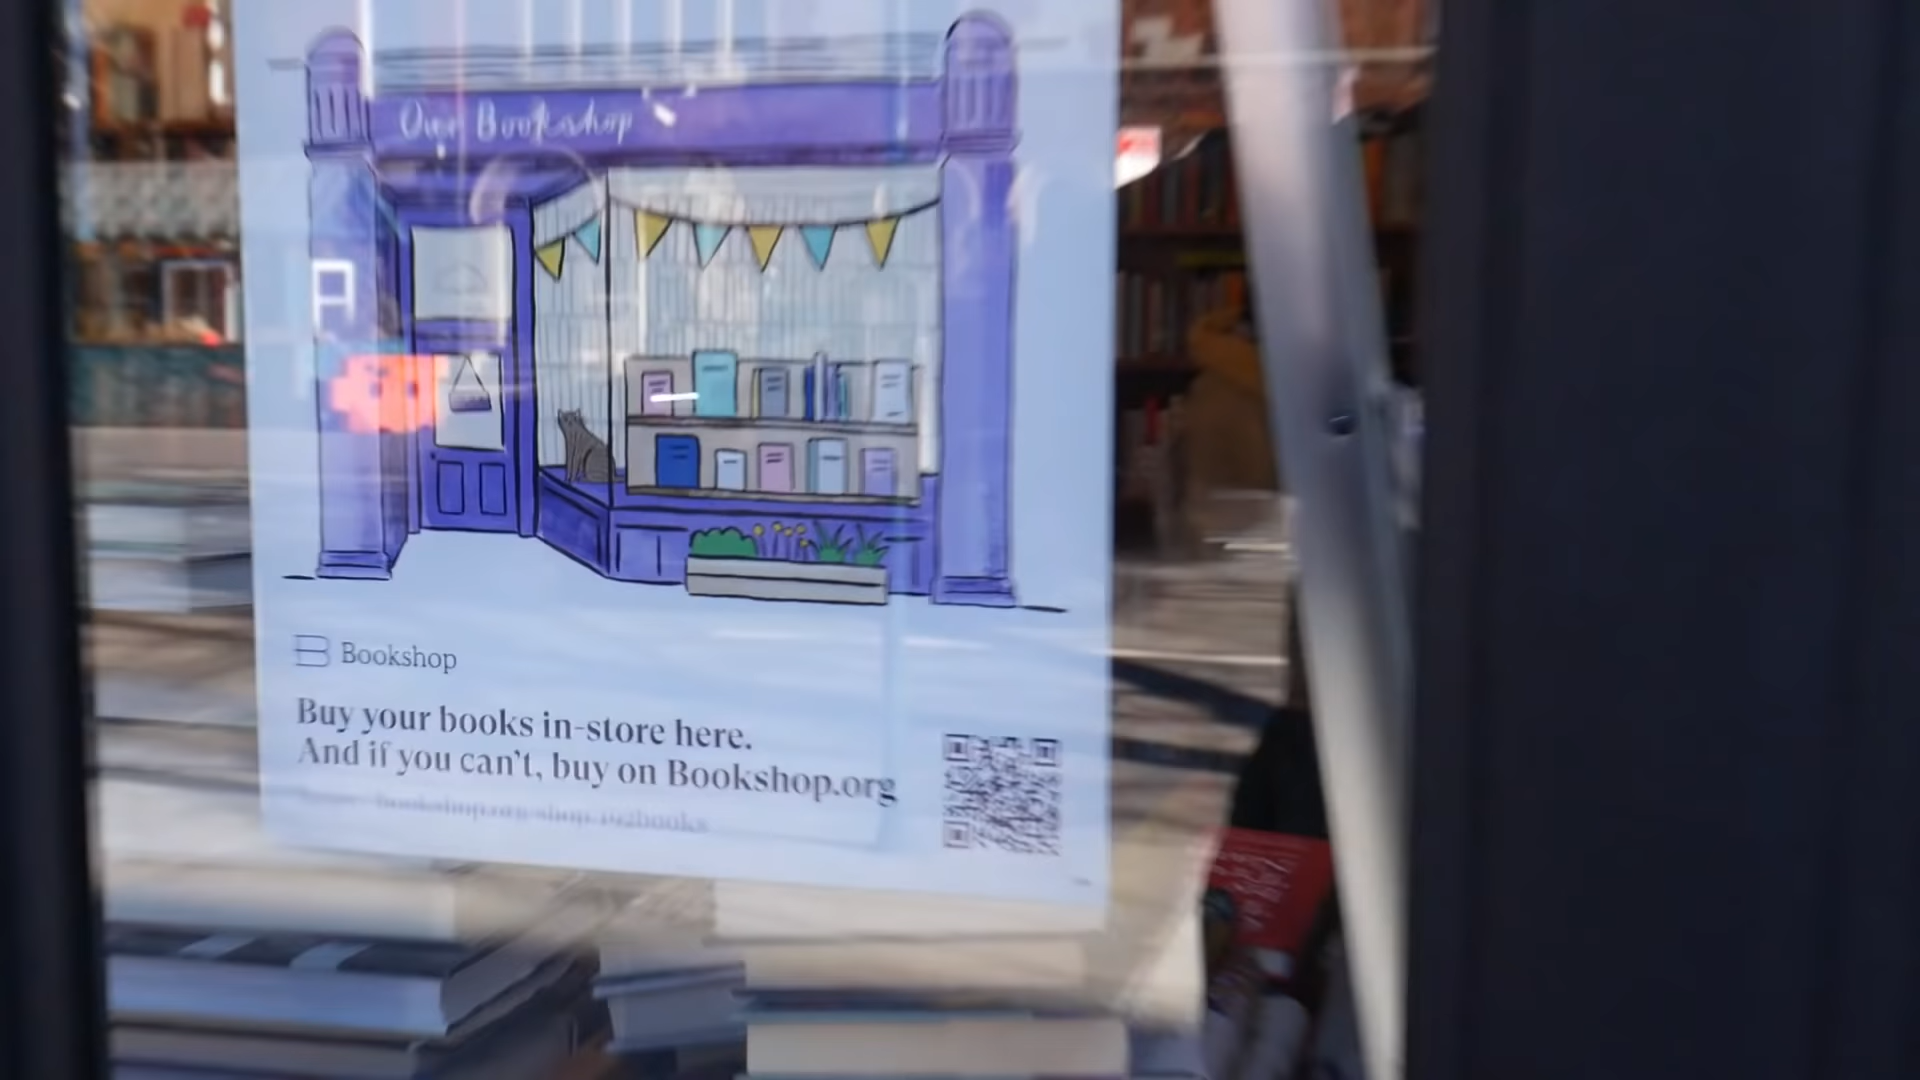 Our Bookshop
Bookshop
Buy your books in-store here.
And if you can't, buy on Bookshop.org